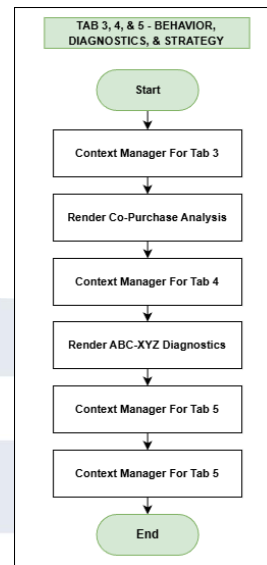 TAB 3, 4, & 5 - BEHAVIOR,
DIAGNOSTICS, & STRATEGY
Start
Context Manager For Tab 3
Render Co-Purchase Analysis
Context Manager For Tab 4
Render ABC-XYZ Diagnostics
Context Manager For Tab 5
Context Manager For Tab 5
End